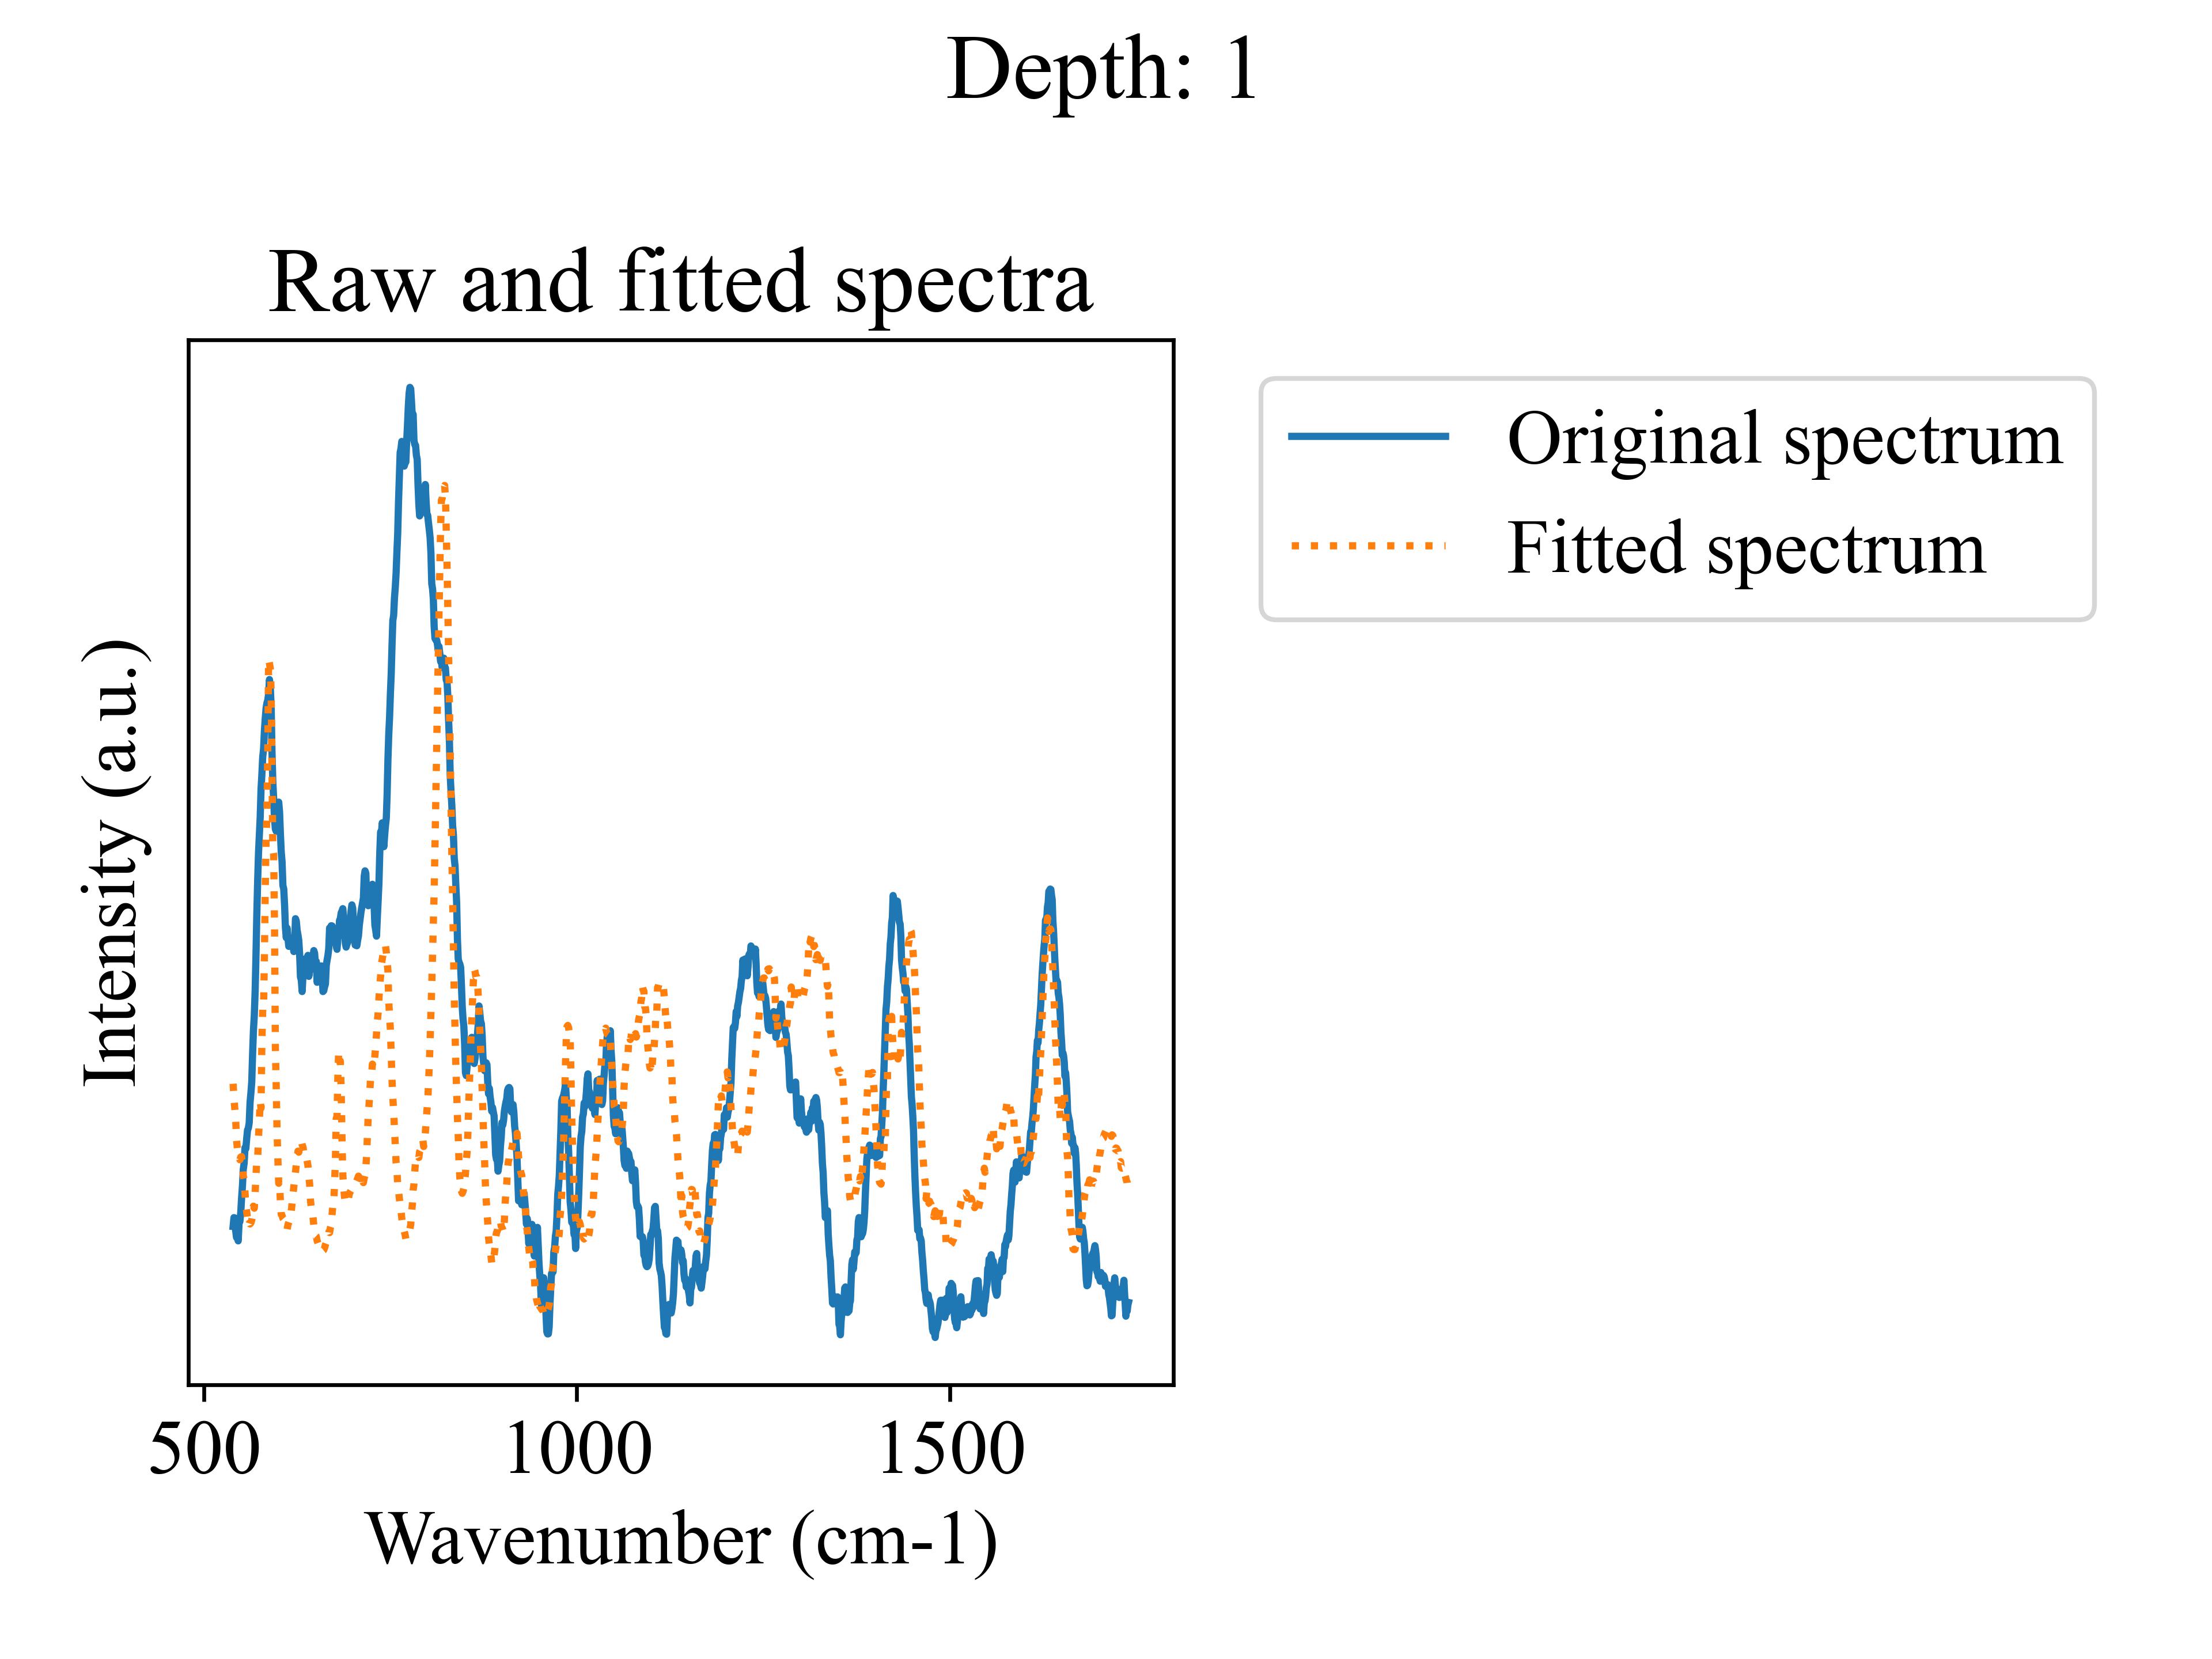 Depth: 1
Raw and fitted spectra
Original spectrum
Fitted spectrum
Intensity (a.u.)
500 1000 1500
Wavenumber (cm-1)